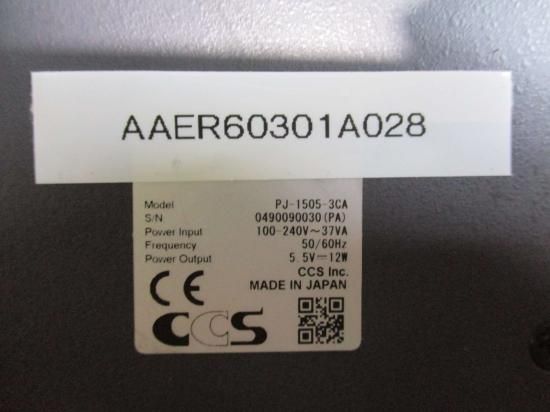 AAER60301A028
Model PJ-1505-3CA
S/N 0490090030(PA)
Power Input 100-240V～37VA
Frequency 50/60Hz
Power Output 5.5V⎓12W
CCS Inc.
MADE IN JAPAN
CE
CCS